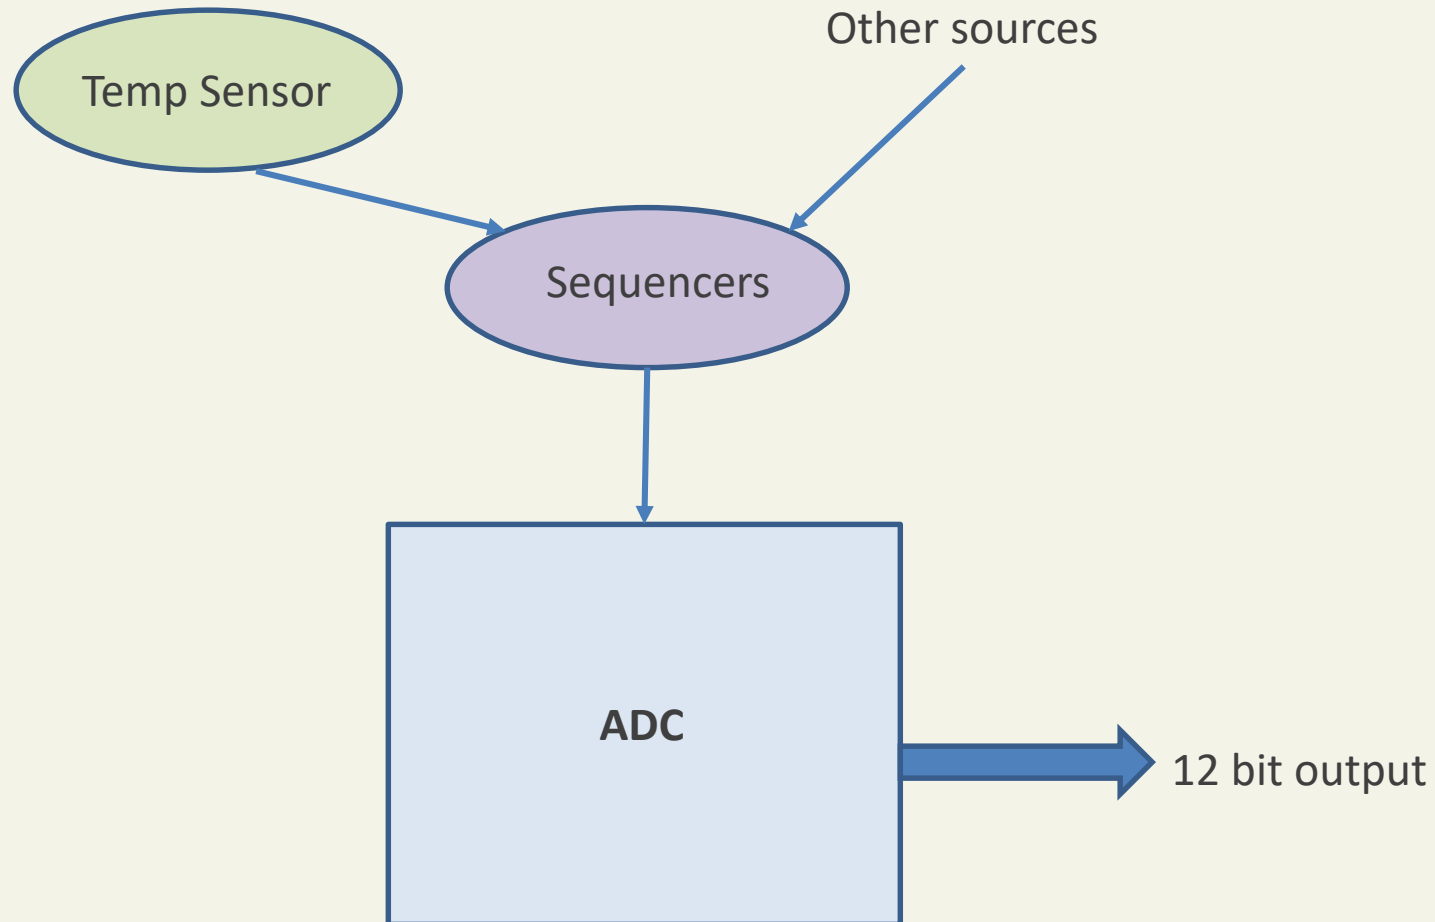 Other sources
Temp Sensor
Sequencers
ADC
12 bit output